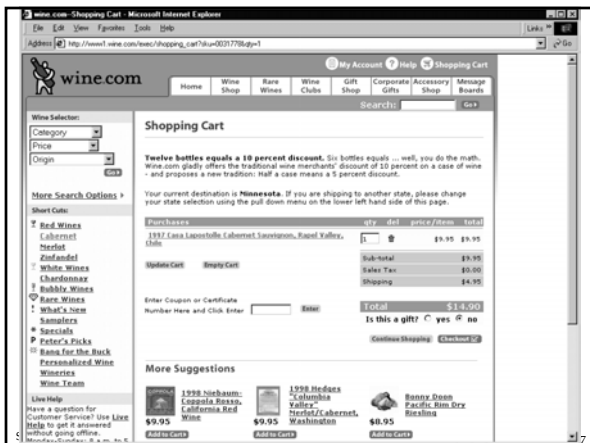 wine.com--Shopping Cart - Microsoft Internet Explorer
File Edit View Favorites Tools Help
Links »
Address http://www1.wine.com/exec/shopping_cart?sku=0031778&qty=1
Go
My Account Help Shopping Cart
wine.com
Home
Wine Shop
Rare Wines
Wine Clubs
Gift Shop
Corporate Gifts
Accessory Shop
Message Boards
Search: Go
Wine Selector:
Category
Price
Origin
Go
More Search Options
Short Cuts:
Red Wines
Cabernet
Merlot
Zinfandel
White Wines
Chardonnay
Bubbly Wines
Rare Wines
What's New
Samplers
Specials
P Peter's Picks
Bang for the Buck
Personalized Wine
Wineries
Wine Team
Live Help
Have a question for
Customer Service? Use Live
Help to get it answered
without going offline.
Monday-Sunday: 8 a.m. to 5
Shopping Cart
Twelve bottles equals a 10 percent discount. Six bottles equals ... well, you do the math.
Wine.com gladly offers the traditional wine merchants' discount of 10 percent on a case of wine
- and proposes a new tradition: Half a case means a 5 percent discount.
Your current destination is Minnesota. If you are shipping to another state, please change
your state selection using the pull down menu on the lower left hand side of this page.
Purchases qty del price/item total
1997 Casa Lapostolle Cabernet Sauvignon, Rapel Valley, 1 $9.95 $9.95
Chile
Update Cart Empty Cart
Sub-total $9.95
Sales Tax $0.00
Shipping $4.95
Enter Coupon or Certificate
Number Here and Click Enter Enter
Total $14.90
Is this a gift? yes no
Continue Shopping Checkout
More Suggestions
1998 Niebaum-
Coppola Rosso,
California Red
Wine
$9.95
Add to Cart
1998 Hedges
"Columbia
Valley"
Merlot/Cabernet,
Washington
$9.95
Add to Cart
Bonny Doon
Pacific Rim Dry
Riesling
$8.95
Add to Cart
7